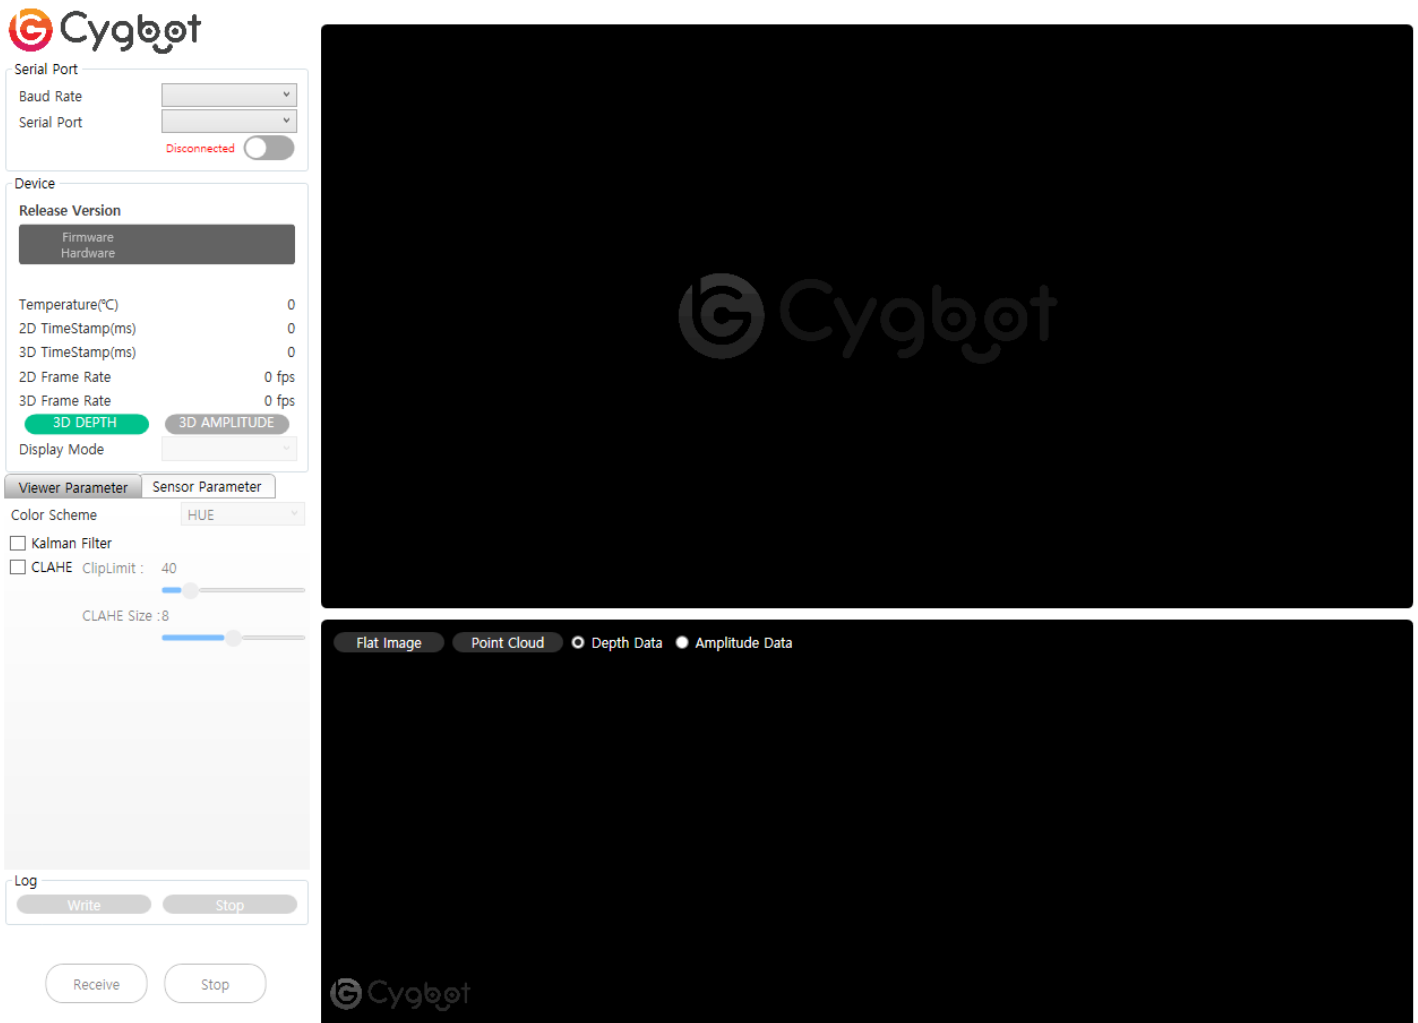 Cygbot
Serial Port
Baud Rate
Serial Port
Disconnected
Device
Release Version
Firmware
Hardware
Temperature(℃) 0
2D TimeStamp(ms) 0
3D TimeStamp(ms) 0
2D Frame Rate 0 fps
3D Frame Rate 0 fps
3D DEPTH 3D AMPLITUDE
Display Mode
Viewer Parameter Sensor Parameter
Color Scheme HUE
Kalman Filter
CLAHE ClipLimit : 40
CLAHE Size :8
Log
Write Stop
Receive Stop
Cygbot
Flat Image Point Cloud Depth Data Amplitude Data
Cygbot